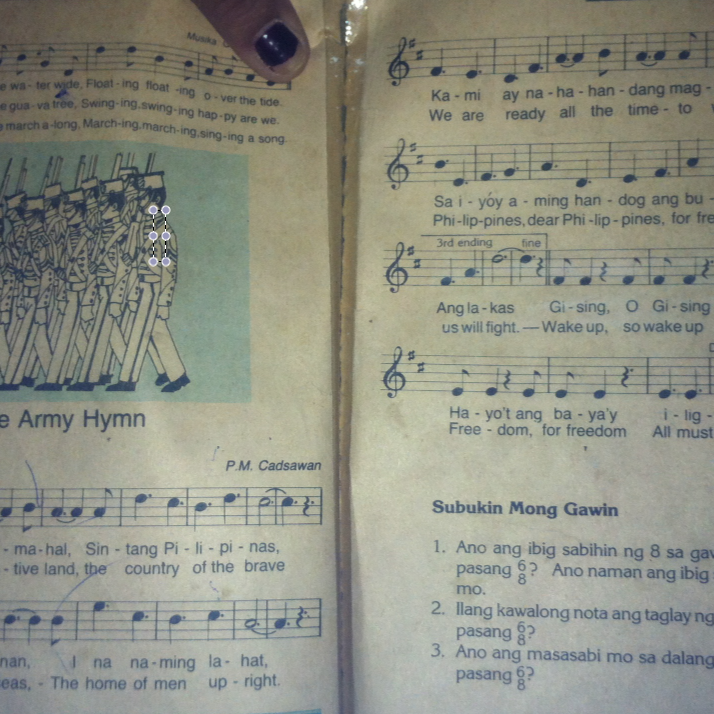 Musika
wa - ter wide, Float - ing float - ing o - ver the tide.
gua - va tree, Swing-ing, swing-ing hap - py are we.
march a-long, March-ing, march-ing, sing-ing a song.
Army Hymn
P.M. Cadsawan
- ma - hal, Sin - tang Pi - li - pi - nas,
- tive land, the country of the brave
I na na - ming la - hat,
- The home of men up - right.
Ka - mi ay na - ha - han - dang mag -
We are ready all the time - to
Sa i - yóy a - ming han - dog ang bu -
Phi-lip-pines, dear Phi - lip - pines, for
3rd ending fine
Ang la - kas Gi - sing, O Gi - sing
us will fight. — Wake up, so wake up
Ha - yo't ang ba - ya'y i - lig -
Free - dom, for freedom All must
Subukin Mong Gawin
1. Ano ang ibig sabihin ng 8 sa
pasang 6/8? Ano naman ang ibig
mo.
2. Ilang kawalong nota ang taglay ng
pasang 6/8?
3. Ano ang masasabi mo sa dalang
pasang 6/8?